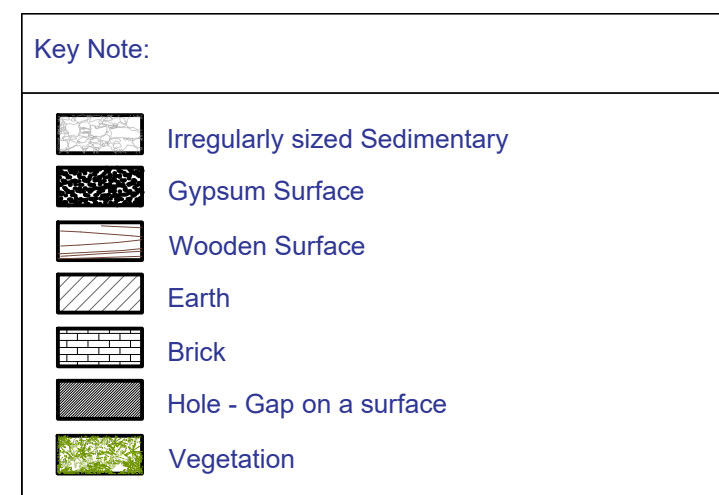 Key Note:
Irregularly sized Sedimentary
Gypsum Surface
Wooden Surface
Earth
Brick
Hole - Gap on a surface
Vegetation